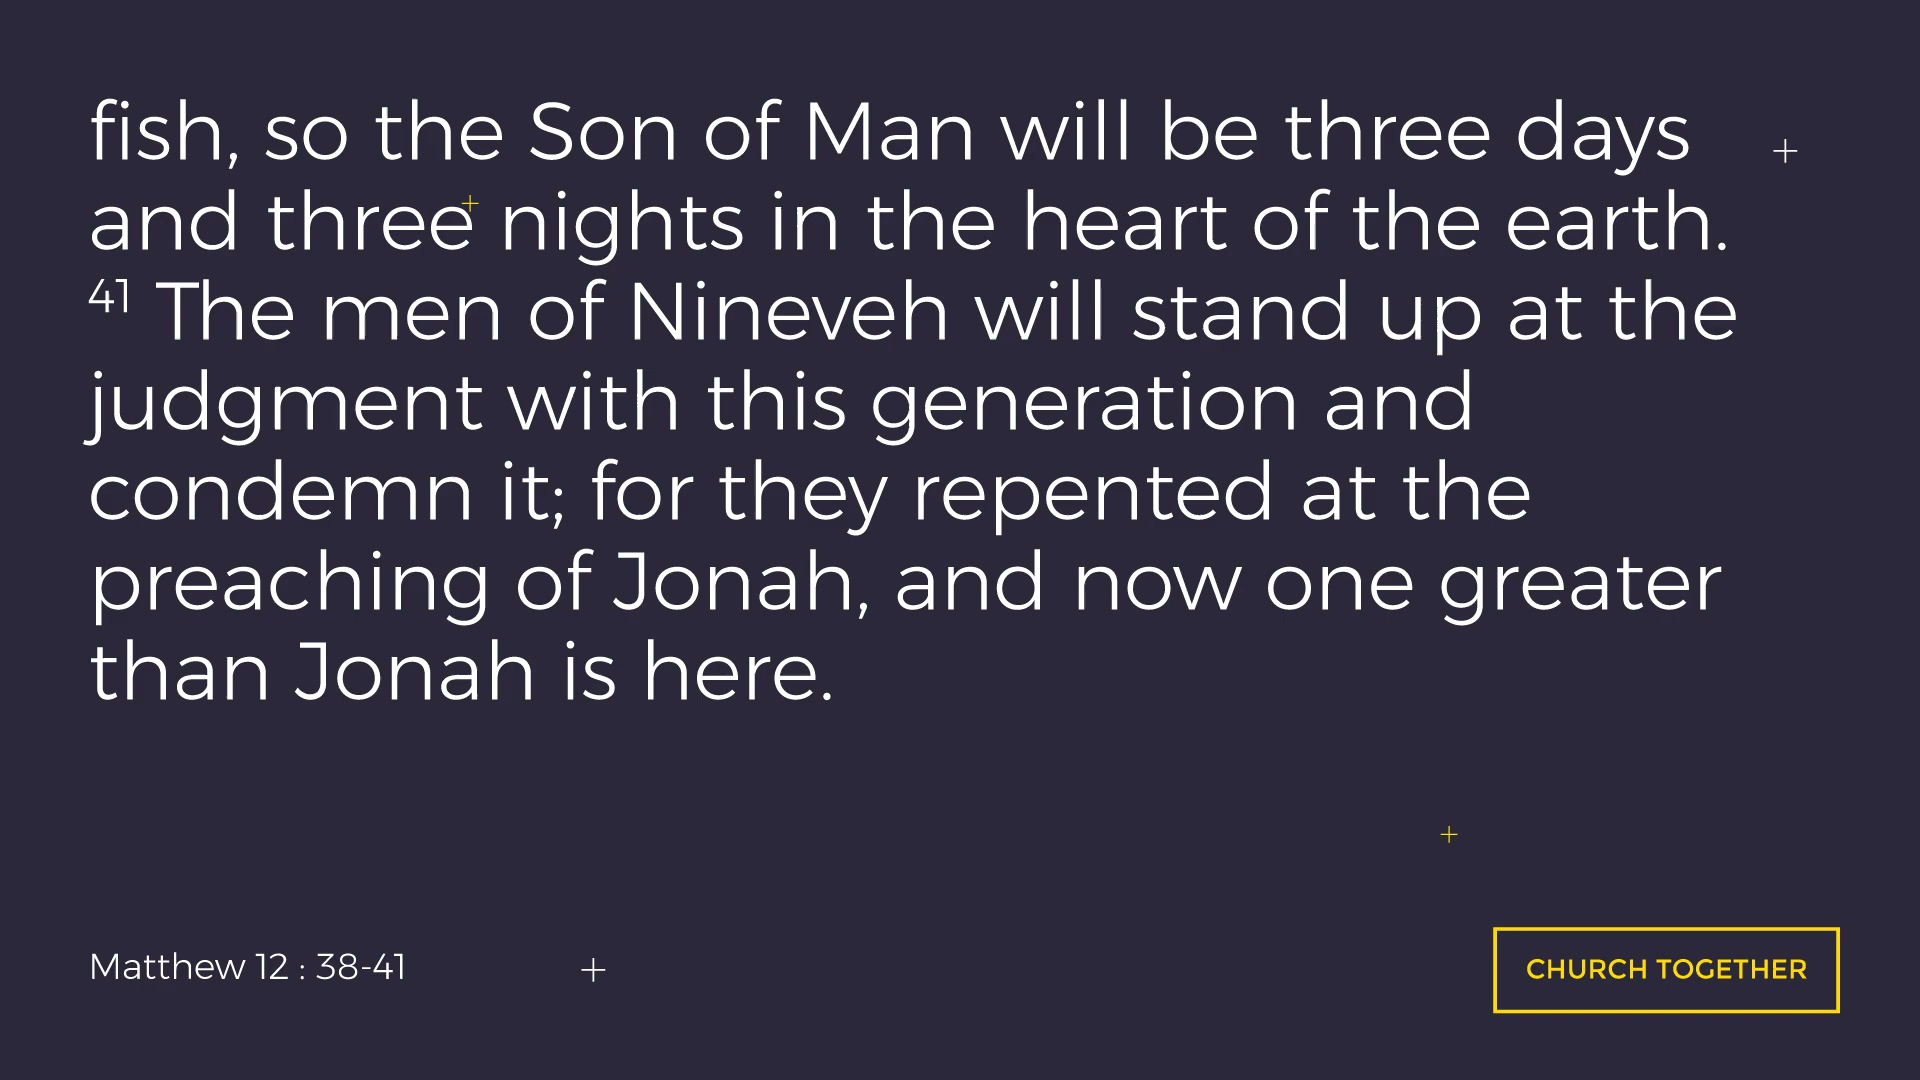 fish, so the Son of Man will be three days
and three nights in the heart of the earth.
41 The men of Nineveh will stand up at the
judgment with this generation and
condemn it; for they repented at the
preaching of Jonah, and now one greater
than Jonah is here.
Matthew 12 : 38-41
CHURCH TOGETHER